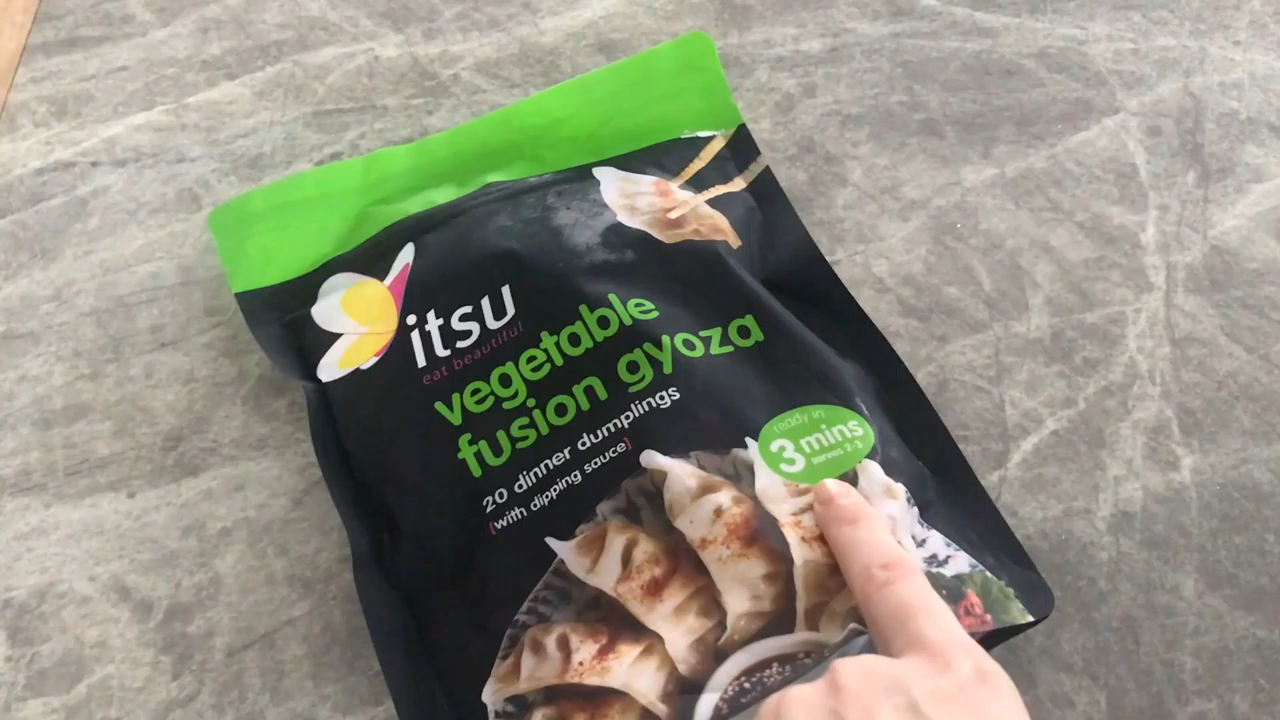 itsu
eat beautiful
vegetable
fusion gyoza
20 dinner dumplings
[with dipping sauce]
ready in
3 mins
serves 2-3